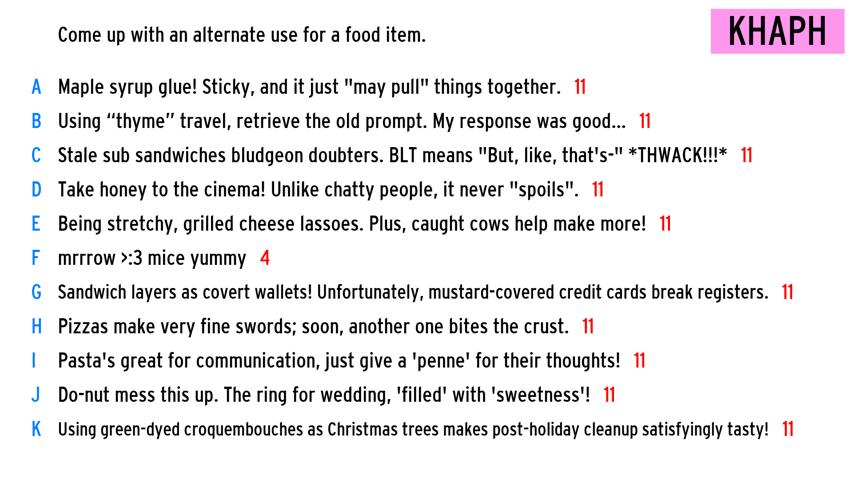 Come up with an alternate use for a food item.
KHAPH
A Maple syrup glue! Sticky, and it just "may pull" things together. 11
B Using “thyme” travel, retrieve the old prompt. My response was good... 11
C Stale sub sandwiches bludgeon doubters. BLT means "But, like, that's-" *THWACK!!!* 11
D Take honey to the cinema! Unlike chatty people, it never "spoils". 11
E Being stretchy, grilled cheese lassoes. Plus, caught cows help make more! 11
F mrrrow >:3 mice yummy 4
G Sandwich layers as covert wallets! Unfortunately, mustard-covered credit cards break registers. 11
H Pizzas make very fine swords; soon, another one bites the crust. 11
I Pasta's great for communication, just give a 'penne' for their thoughts! 11
J Do-nut mess this up. The ring for wedding, 'filled' with 'sweetness'! 11
K Using green-dyed croquembouches as Christmas trees makes post-holiday cleanup satisfyingly tasty! 11